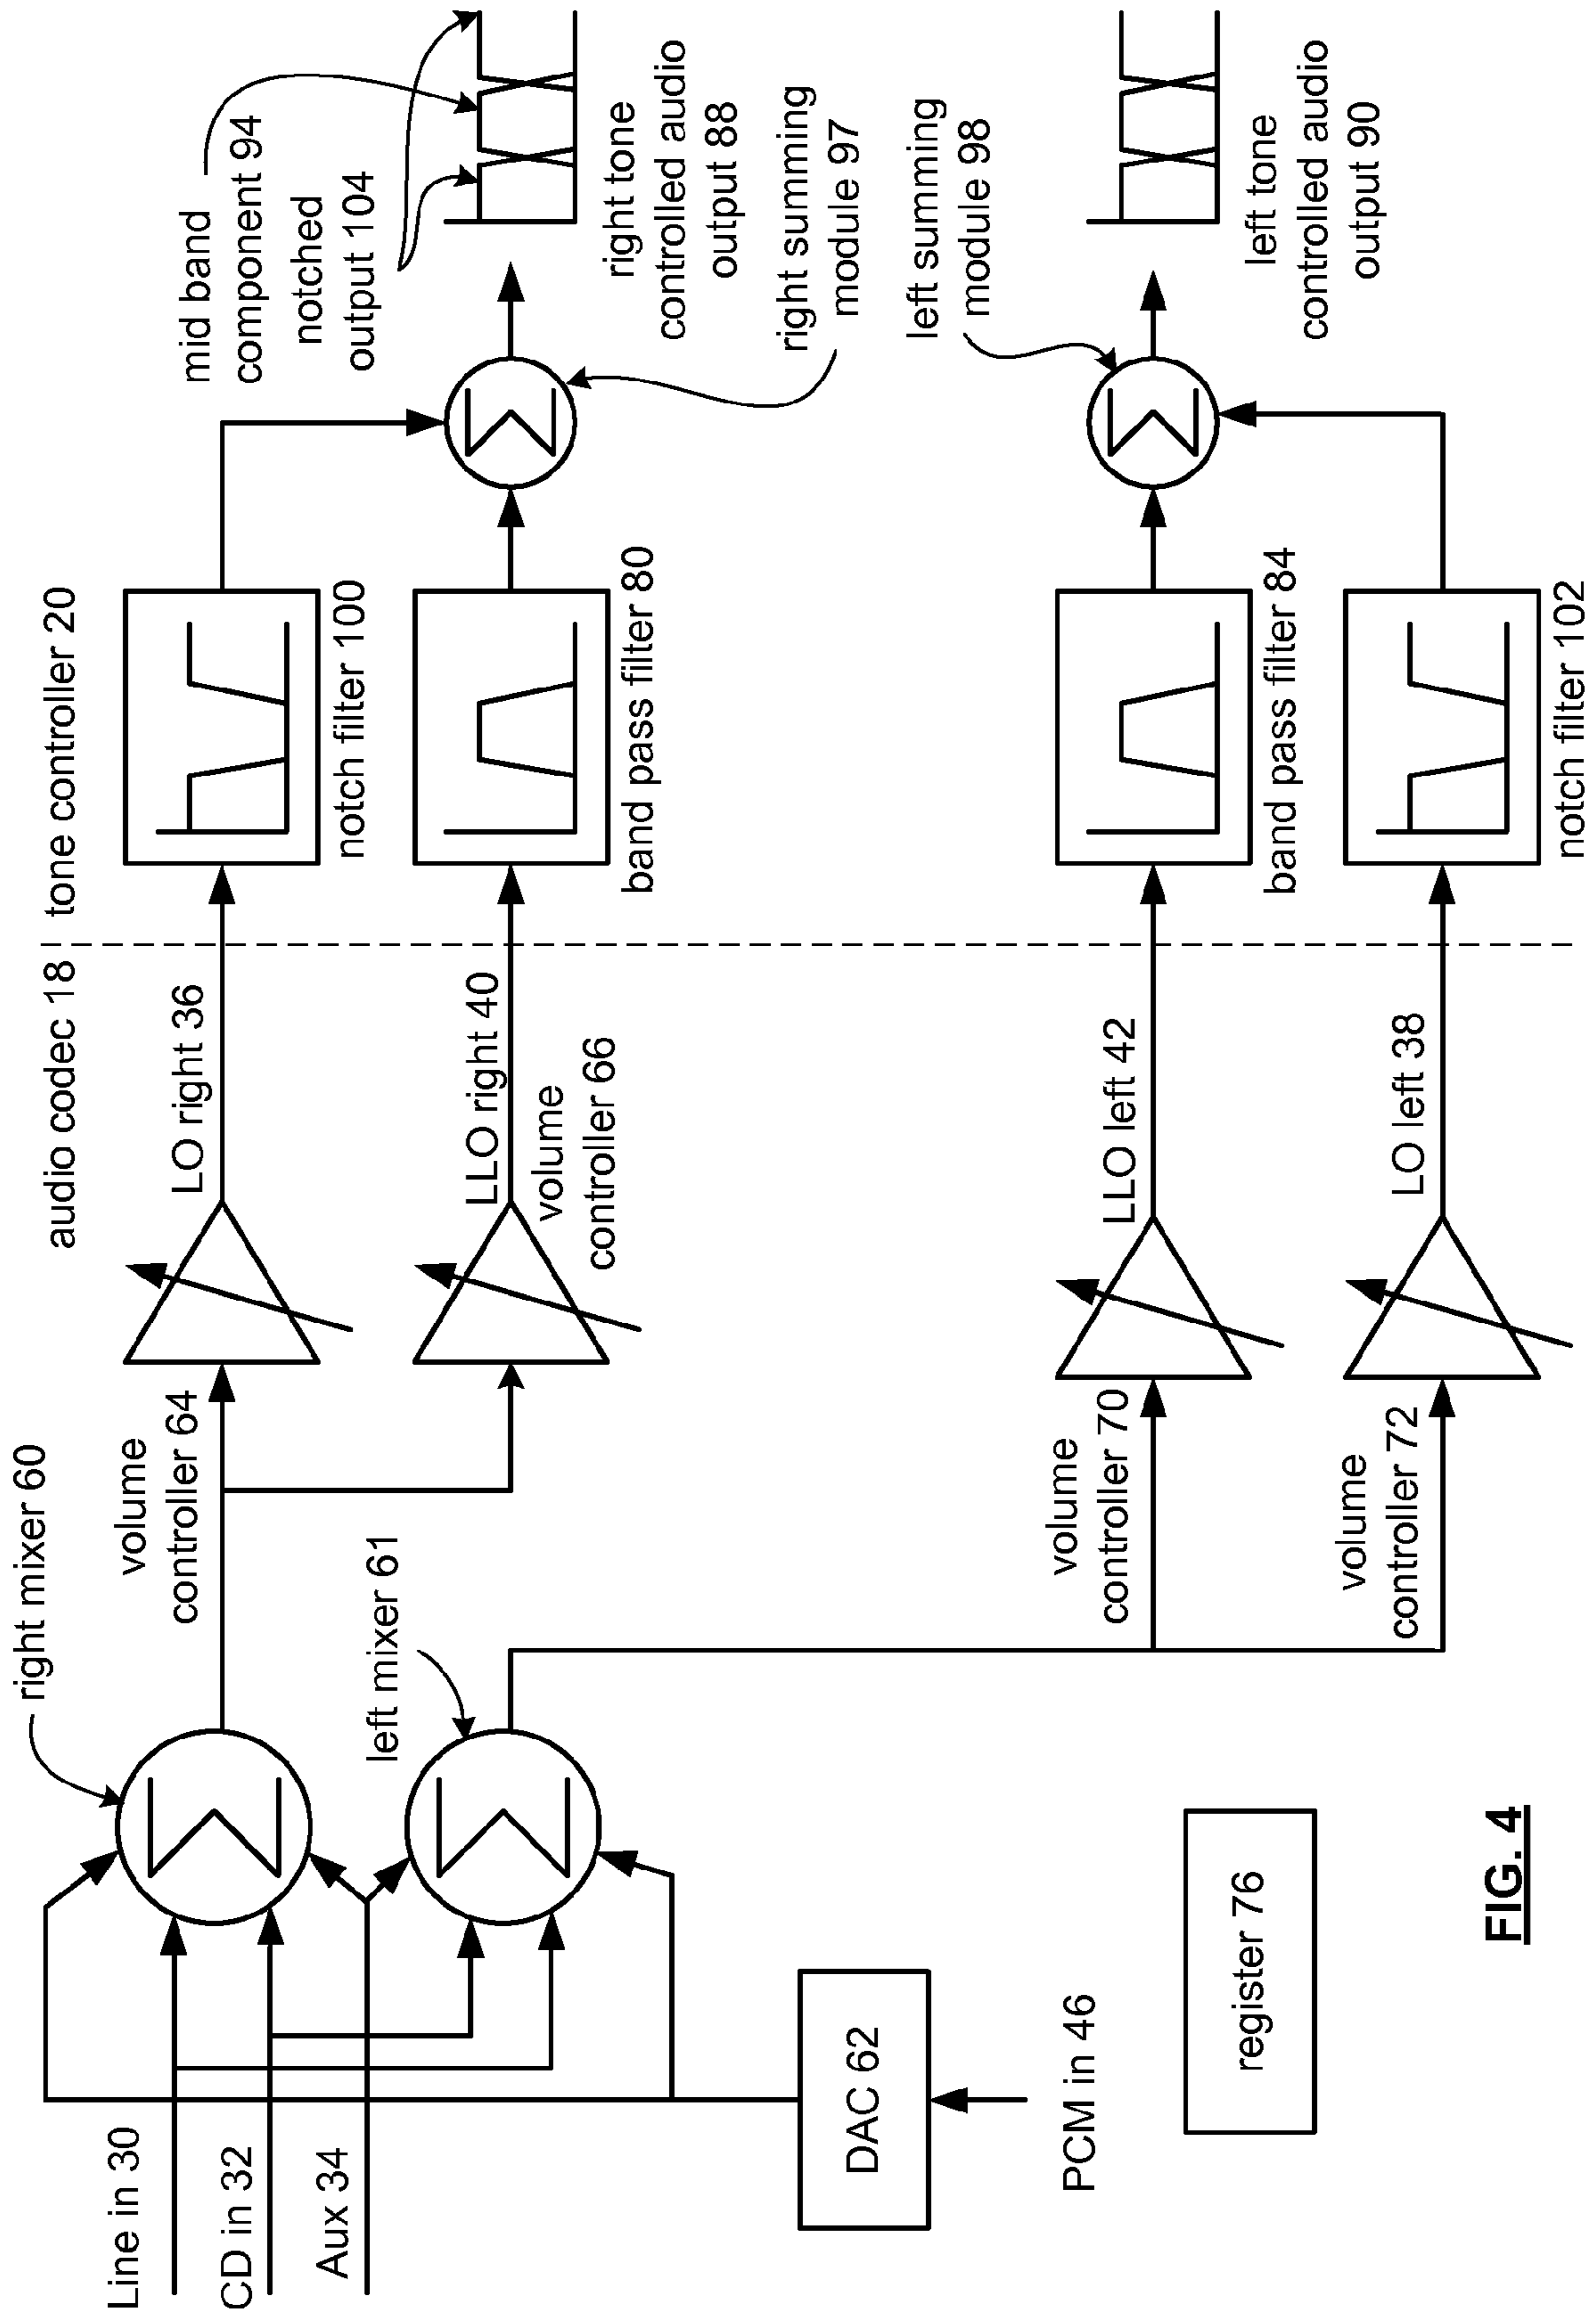 audio codec 18
tone controller 20
right mixer 60
volume
controller 64
LO right 36
notch filter 100
mid band
component 94
notched
output 104
Line in 30
CD in 32
Aux 34
left mixer 61
LLO right 40
volume
controller 66
band pass filter 80
right tone
controlled audio
output 88
right summing
module 97
left summing
module 98
DAC 62
PCM in 46
volume
controller 70
LLO left 42
band pass filter 84
left tone
controlled audio
output 90
register 76
volume
controller 72
LO left 38
notch filter 102
FIG. 4